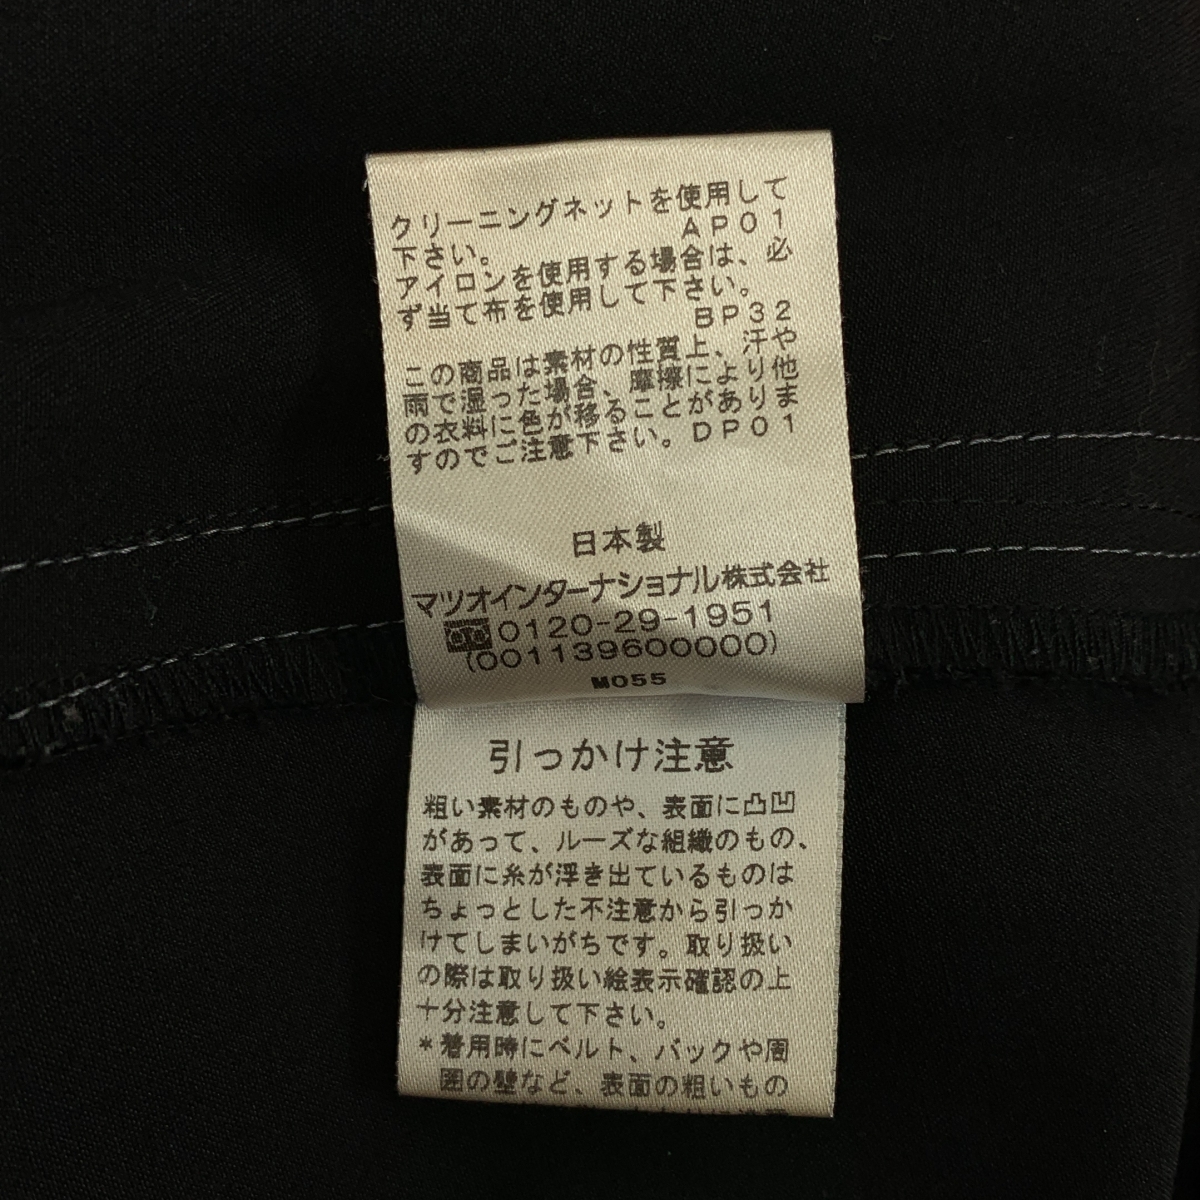 クリーニングネットを使用して
下さい。 AP01
アイロンを使用する場合は、必
ず当て布を使用して下さい。
BP32
この商品は素材の性質上、汗や
雨で湿った場合、摩擦により他
の衣料に色が移ることがありま
すのでご注意下さい。DP01
日本製
マツオインターナショナル株式会社
0120-29-1951
(001139600000)
M055
引っかけ注意
粗い素材のものや、表面に凸凹
があって、ルーズな組織のもの、
表面に糸が浮き出ているものは
ちょっとした不注意から引っか
けてしまいがちです。取り扱い
の際は取り扱い絵表示確認の上
十分注意して下さい。
*着用時にベルト、バックや周
囲の壁など、表面の粗いもの